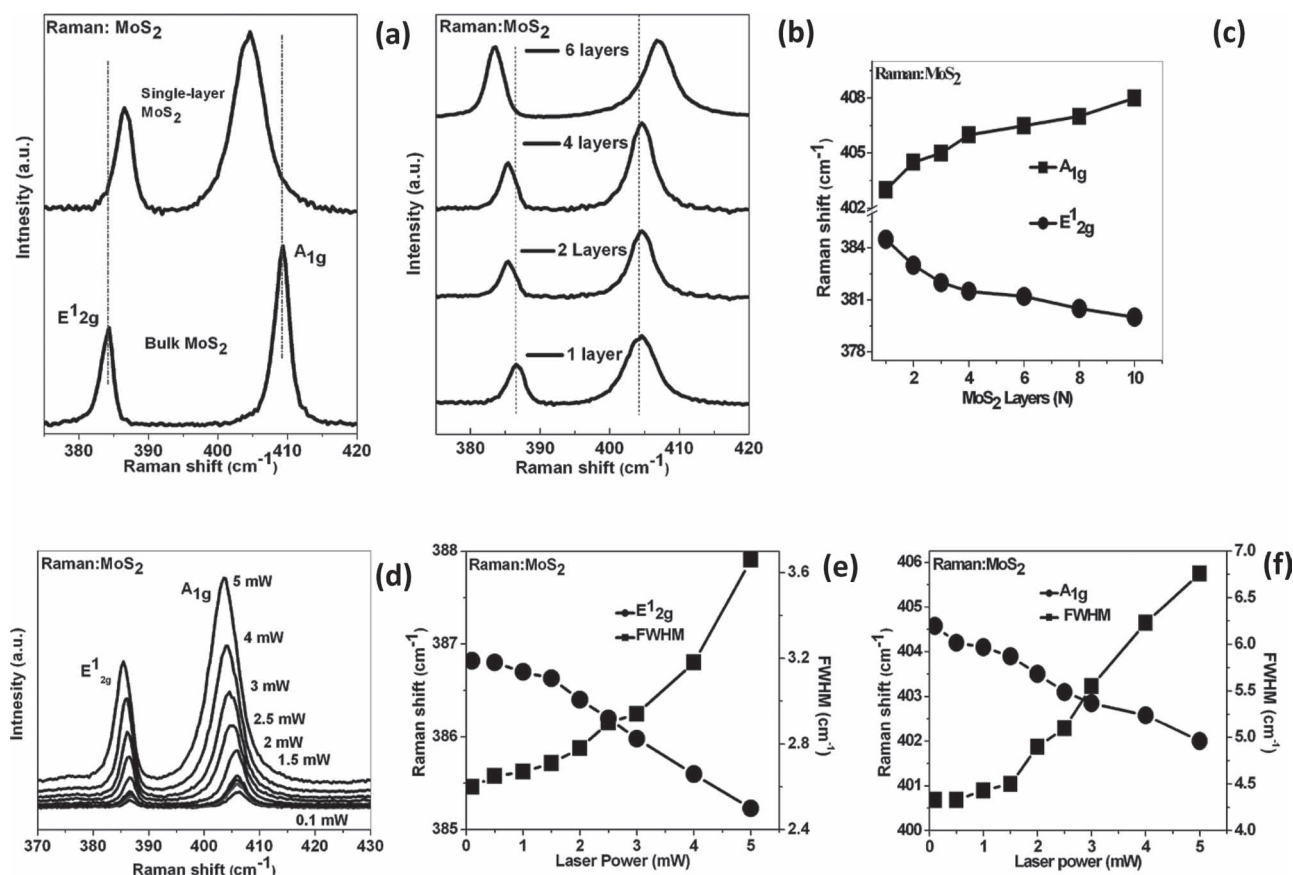 (a)
Raman: MoS2
Single-layer
MoS2
A1g
E12g
Bulk MoS2
Intnesity (a.u.)
380 390 400 410 420
Raman shift (cm-1)
(b)
Raman:MoS2
6 layers
4 layers
2 Layers
1 layer
Intensity (a.u.)
380 390 400 410 420
Raman shift (cm-1)
(c)
Raman:MoS2
408
405
402
384
381
378
A1g
E12g
Raman shift (cm-1)
2 4 6 8 10
MoS2 Layers (N)
(d)
Raman:MoS2
A1g
5 mW
4 mW
E12g
3 mW
2.5 mW
2 mW
1.5 mW
0.1 mW
Intnesity (a.u.)
370 380 390 400 410 420 430
Raman shift (cm-1)
(e)
Raman:MoS2
388
387
386
385
E12g
FWHM
3.6
3.2
2.8
2.4
Raman shift (cm-1)
FWHM (cm-1)
0 1 2 3 4 5
Laser Power (mW)
(f)
Raman:MoS2
406
405
404
403
402
401
400
A1g
FWHM
7.0
6.5
6.0
5.5
5.0
4.5
4.0
Raman shift (cm-1)
FWHM (cm-1)
0 1 2 3 4 5
Laser power (mW)